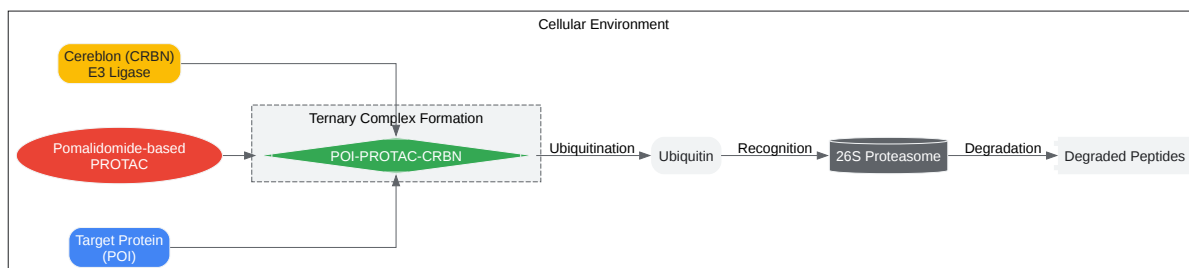 Cellular Environment
Cereblon (CRBN)
E3 Ligase
Ternary Complex Formation
Pomalidomide-based
PROTAC
POI-PROTAC-CRBN
Ubiquitination
Ubiquitin
Recognition
26S Proteasome
Degradation
Degraded Peptides
Target Protein
(POI)